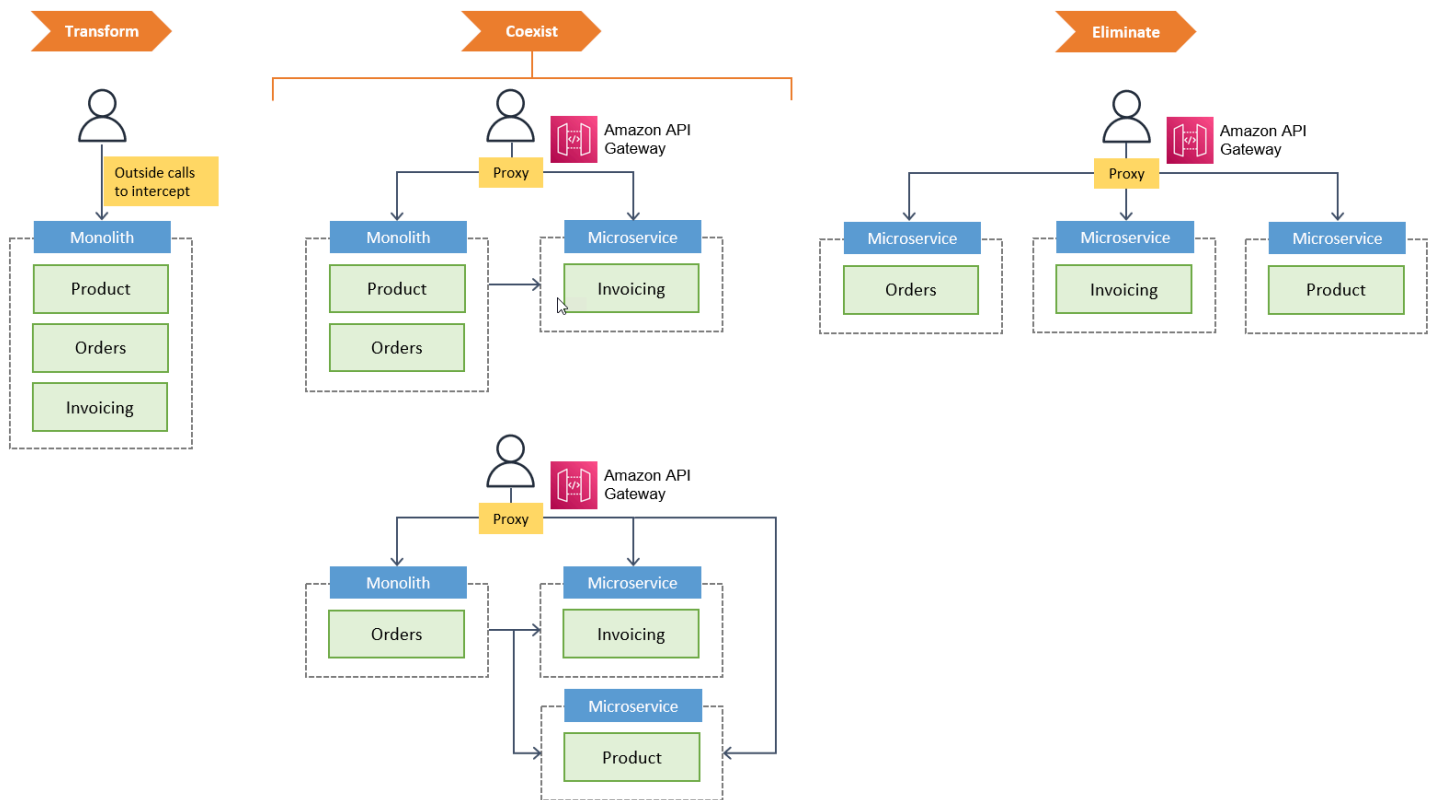 Transform
Coexist
Eliminate
Outside calls
to intercept
Monolith
Product
Orders
Invoicing
Amazon API
Gateway
Proxy
Monolith
Product
Orders
Microservice
Invoicing
Amazon API
Gateway
Proxy
Monolith
Orders
Microservice
Invoicing
Microservice
Product
Amazon API
Gateway
Proxy
Microservice
Orders
Microservice
Invoicing
Microservice
Product